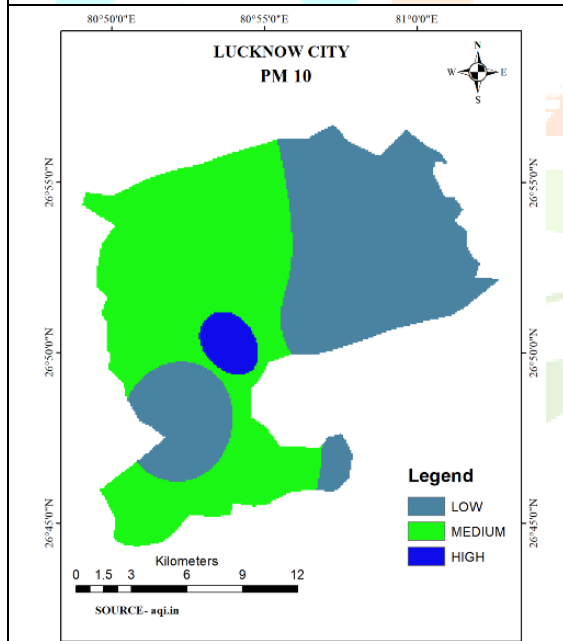 80°50'0"E 80°55'0"E 81°0'0"E
LUCKNOW CITY
PM 10
N
W E
S
26°55'0"N 26°55'0"N
26°50'0"N 26°50'0"N
26°45'0"N 26°45'0"N
Legend
LOW
MEDIUM
HIGH
Kilometers
0 1.5 3 6 9 12
SOURCE- aqi.in